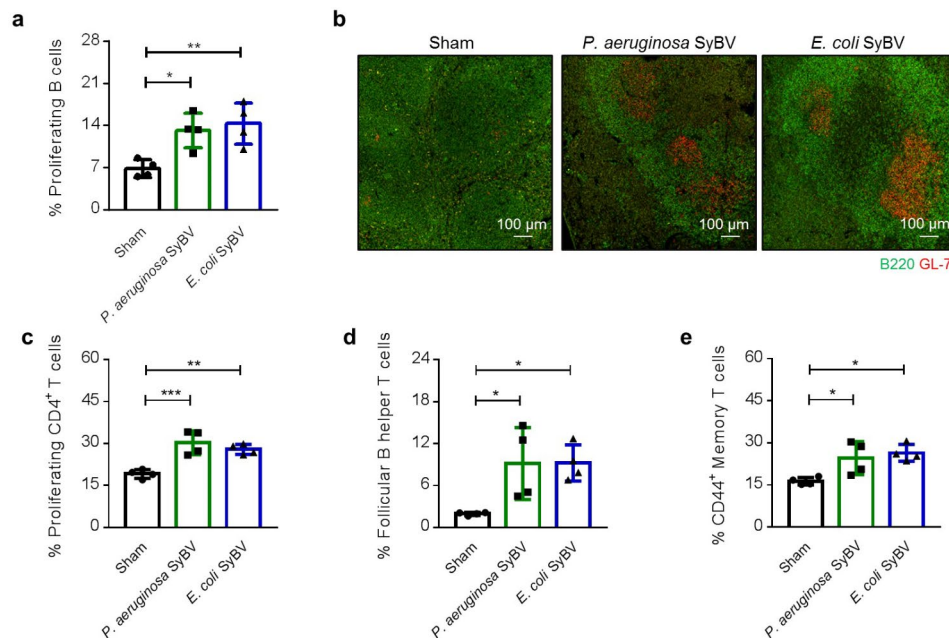 a
% Proliferating B cells
28
21
14
7
0
**
*
Sham
P. aeruginosa SyBV
E. coli SyBV
b
Sham
P. aeruginosa SyBV
E. coli SyBV
100 µm
100 µm
100 µm
B220 GL-7
c
% Proliferating CD4⁺ T cells
60
45
30
15
0
**
***
Sham
P. aeruginosa SyBV
E. coli SyBV
d
% Follicular B helper T cells
24
18
12
6
0
*
*
Sham
P. aeruginosa SyBV
E. coli SyBV
e
% CD44⁺ Memory T cells
60
45
30
15
0
*
*
Sham
P. aeruginosa SyBV
E. coli SyBV